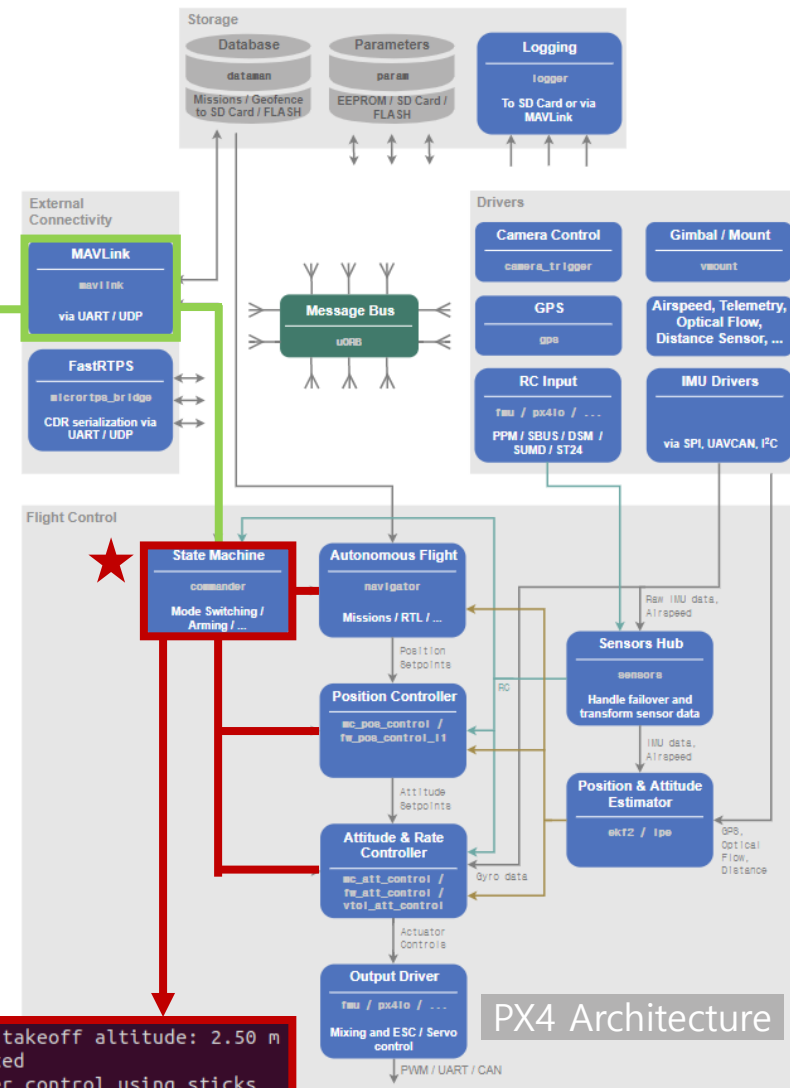 Storage
Database
dataman
Missions / Geofence
to SD Card / FLASH
Parameters
param
EEPROM / SD Card /
FLASH
Logging
logger
To SD Card or via
MAVLink
External
Connectivity
MAVLink
mavlink
via UART / UDP
FastRTPS
micrortps_bridge
CDR serialization via
UART / UDP
Message Bus
uORB
Drivers
Camera Control
camera_trigger
Gimbal / Mount
vmount
GPS
gps
Airspeed, Telemetry,
Optical Flow,
Distance Sensor, ...
RC Input
fmu / px4io / ...
PPM / SBUS / DSM /
SUMD / ST24
IMU Drivers
via SPI, UAVCAN, I²C
Flight Control
State Machine
commander
Mode Switching /
Arming / ...
Autonomous Flight
navigator
Missions / RTL / ...
Position
Setpoints
Position Controller
mc_pos_control /
fw_pos_control_l1
Attitude
Setpoints
Attitude & Rate
Controller
mc_att_control /
fw_att_control /
vtol_att_control
Actuator
Controls
Output Driver
fmu / px4io / ...
Mixing and ESC / Servo
control
PWM / UART / CAN
RC
Gyro data
Raw IMU data,
Airspeed
Sensors Hub
sensors
Handle failover and
transform sensor data
IMU data,
Airspeed
Position & Attitude
Estimator
ekf2 / lpe
GPS,
Optical
Flow,
Distance
PX4 Architecture
takeoff altitude: 2.50 m
control using sticks